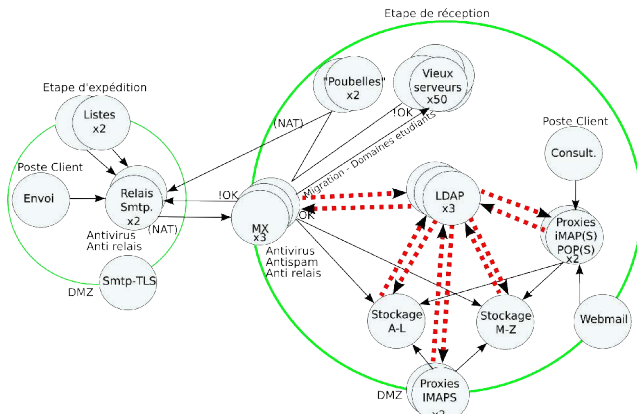 Etape de réception
Etape d'expédition
"Poubelles"
x2
Vieux
serveurs
x50
Listes
x2
(NAT)
!OK
Migration - Domaines etudiants
Poste Client
Consult.
Poste Client
Envoi
Relais
Smtp.
x2
!OK
(NAT)
Antivirus
Anti relais
MX
x3
OK
Antivirus
Antispam
Anti relais
LDAP
x3
Proxies
iMAP(S)
POP(S)
x2
Smtp-TLS
DMZ
Stockage
A-L
Stockage
M-Z
Webmail
DMZ
Proxies
IMAPS
x2